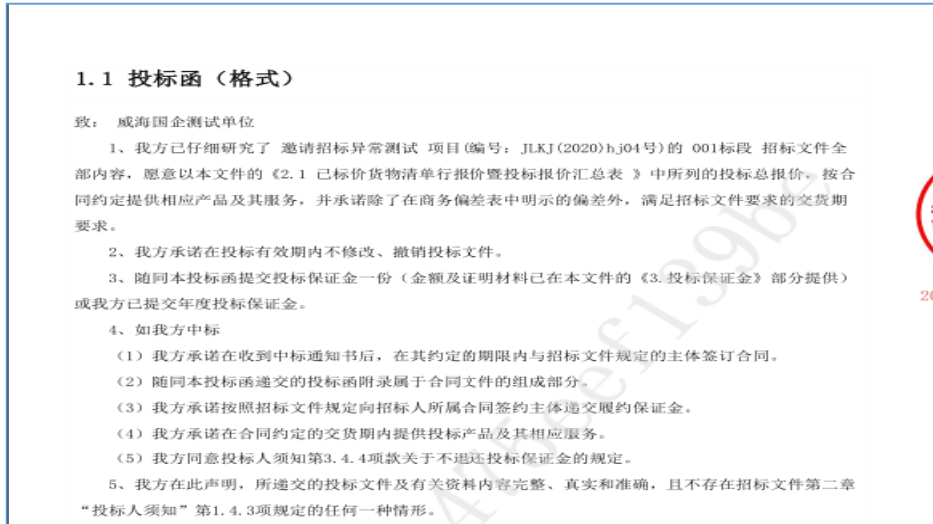 1.1 投标函（格式）
致： 威海国企测试单位
1、我方已仔细研究了 邀请招标异常测试 项目(编号：JLKJ(2020)hj04号)的 001标段 招标文件全
部内容，愿意以本文件的《2.1 已标价货物清单行报价暨投标报价汇总表 》中所列的投标总报价，按合
同约定提供相应产品及其服务，并承诺除了在商务偏差表中明示的偏差外，满足招标文件要求的交货期
要求。
2、我方承诺在投标有效期内不修改、撤销投标文件。
3、随同本投标函提交投标保证金一份（金额及证明材料已在本文件的《3.投标保证金》部分提供）
或我方已提交年度投标保证金。
4、如我方中标
（1）我方承诺在收到中标通知书后，在其约定的期限内与招标文件规定的主体签订合同。
（2）随同本投标函递交的投标函附录属于合同文件的组成部分。
（3）我方承诺按照招标文件规定向招标人所属合同签约主体递交履约保证金。
（4）我方承诺在合同约定的交货期内提供投标产品及其相应服务。
（5）我方同意投标人须知第3.4.4项款关于不退还投标保证金的规定。
5、我方在此声明，所递交的投标文件及有关资料内容完整、真实和准确，且不存在招标文件第二章
“投标人须知”第1.4.3项规定的任何一种情形。
475eef139be
20